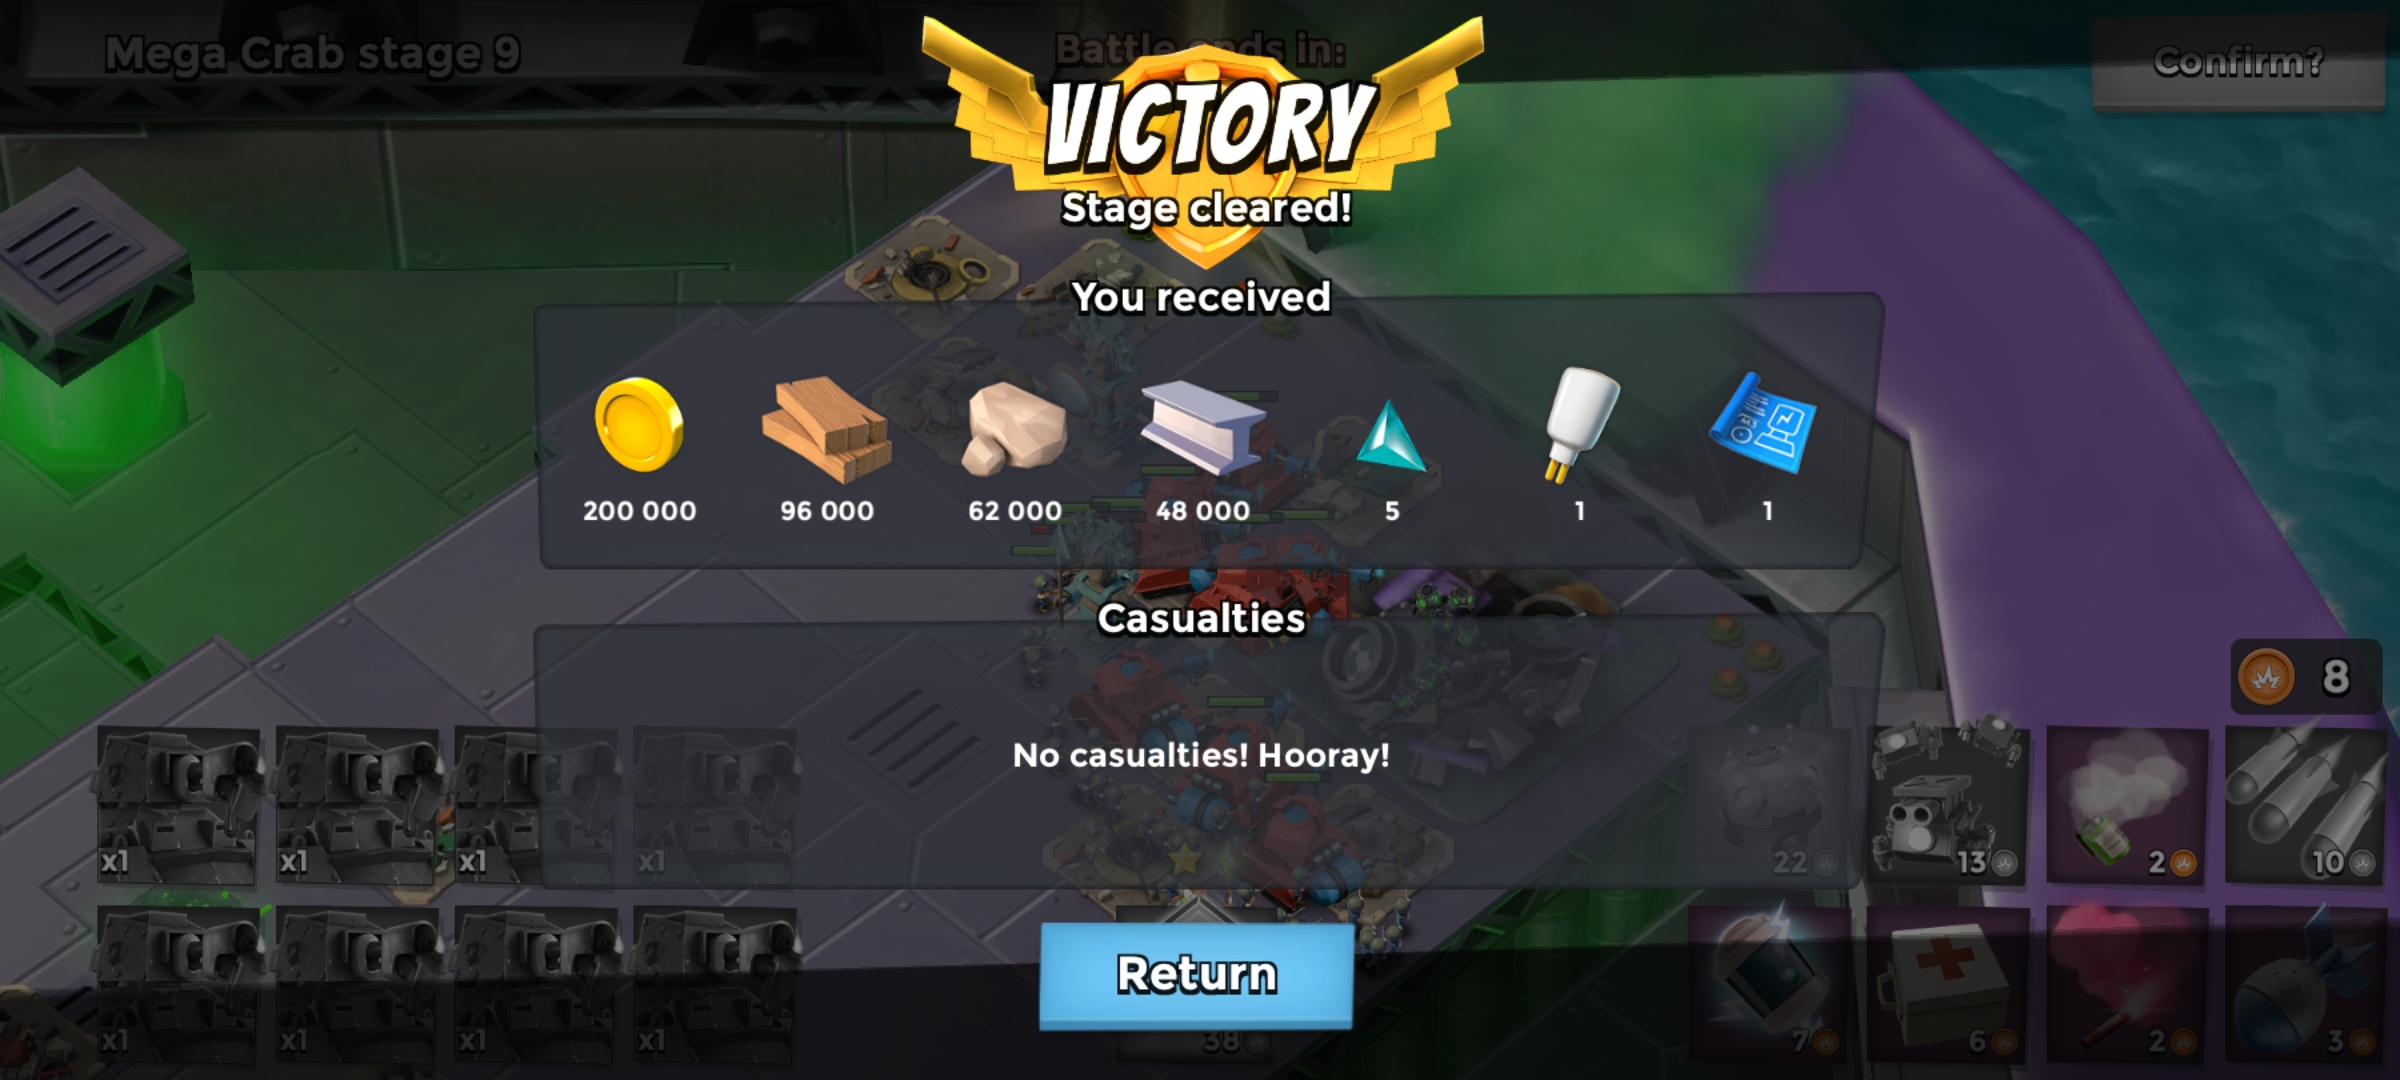 Mega Crab stage 9
Battle ends in:
Confirm?
VICTORY
Stage cleared!
You received
200 000
96 000
62 000
48 000
5
1
1
Casualties
No casualties! Hooray!
8
x1
x1
x1
x1
22
13
2
10
Return
x1
x1
x1
x1
38
7
6
2
3